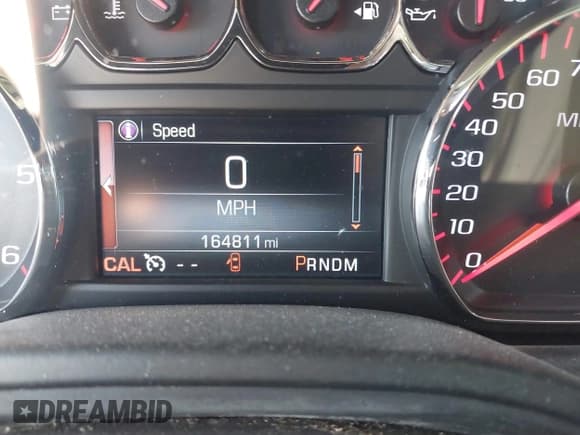 Speed
0
MPH
164811 mi
CAL -- PRNDM
5
6
0
10
20
30
40
50
60
DREAMBID